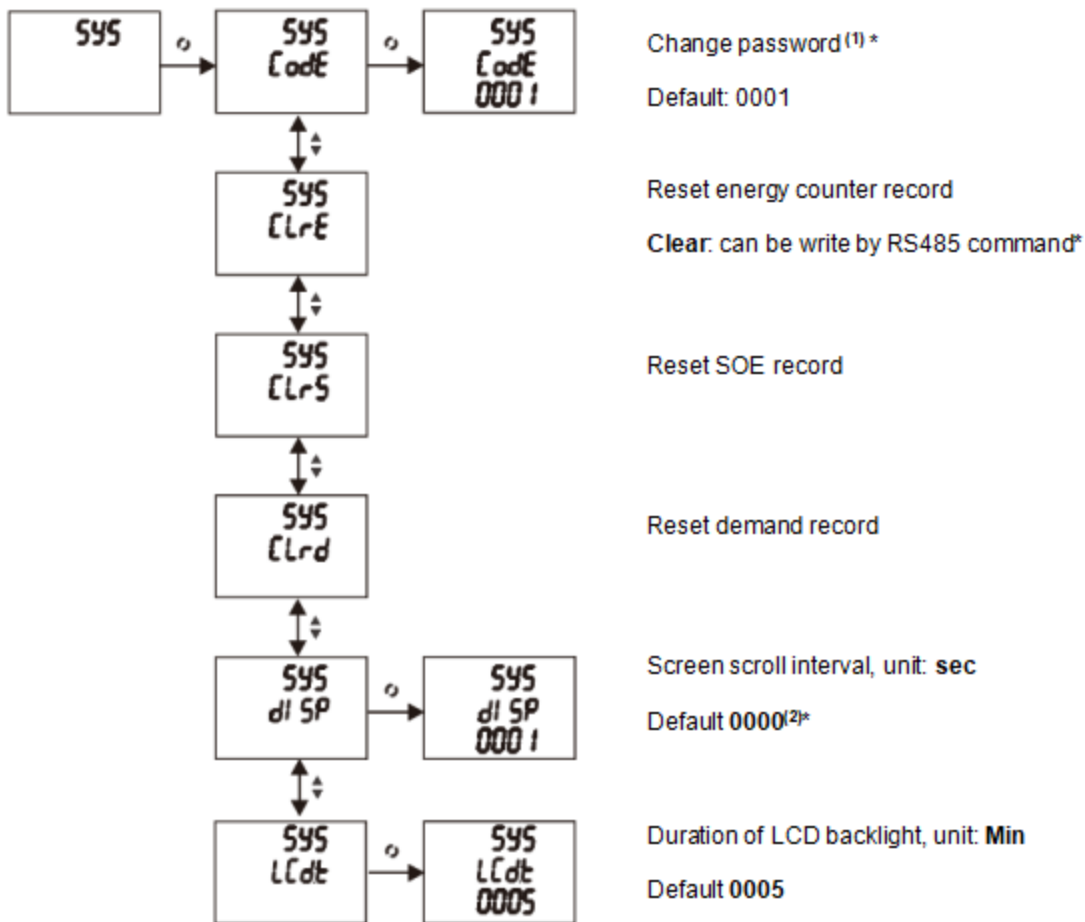 SYS
SYS
CodE
SYS
CodE
0001
Change password (1) *
Default: 0001
SYS
CLrE
Reset energy counter record
Clear: can be write by RS485 command*
SYS
CLrS
Reset SOE record
SYS
CLrd
Reset demand record
SYS
dISP
SYS
dISP
0001
Screen scroll interval, unit: sec
Default 0000(2)*
SYS
LCdt
SYS
LCdt
0005
Duration of LCD backlight, unit: Min
Default 0005